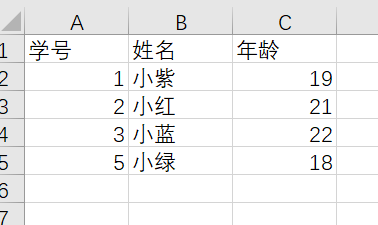 A B C
1 学号 姓名 年龄
2 1 小紫 19
3 2 小红 21
4 3 小蓝 22
5 5 小绿 18
6
7